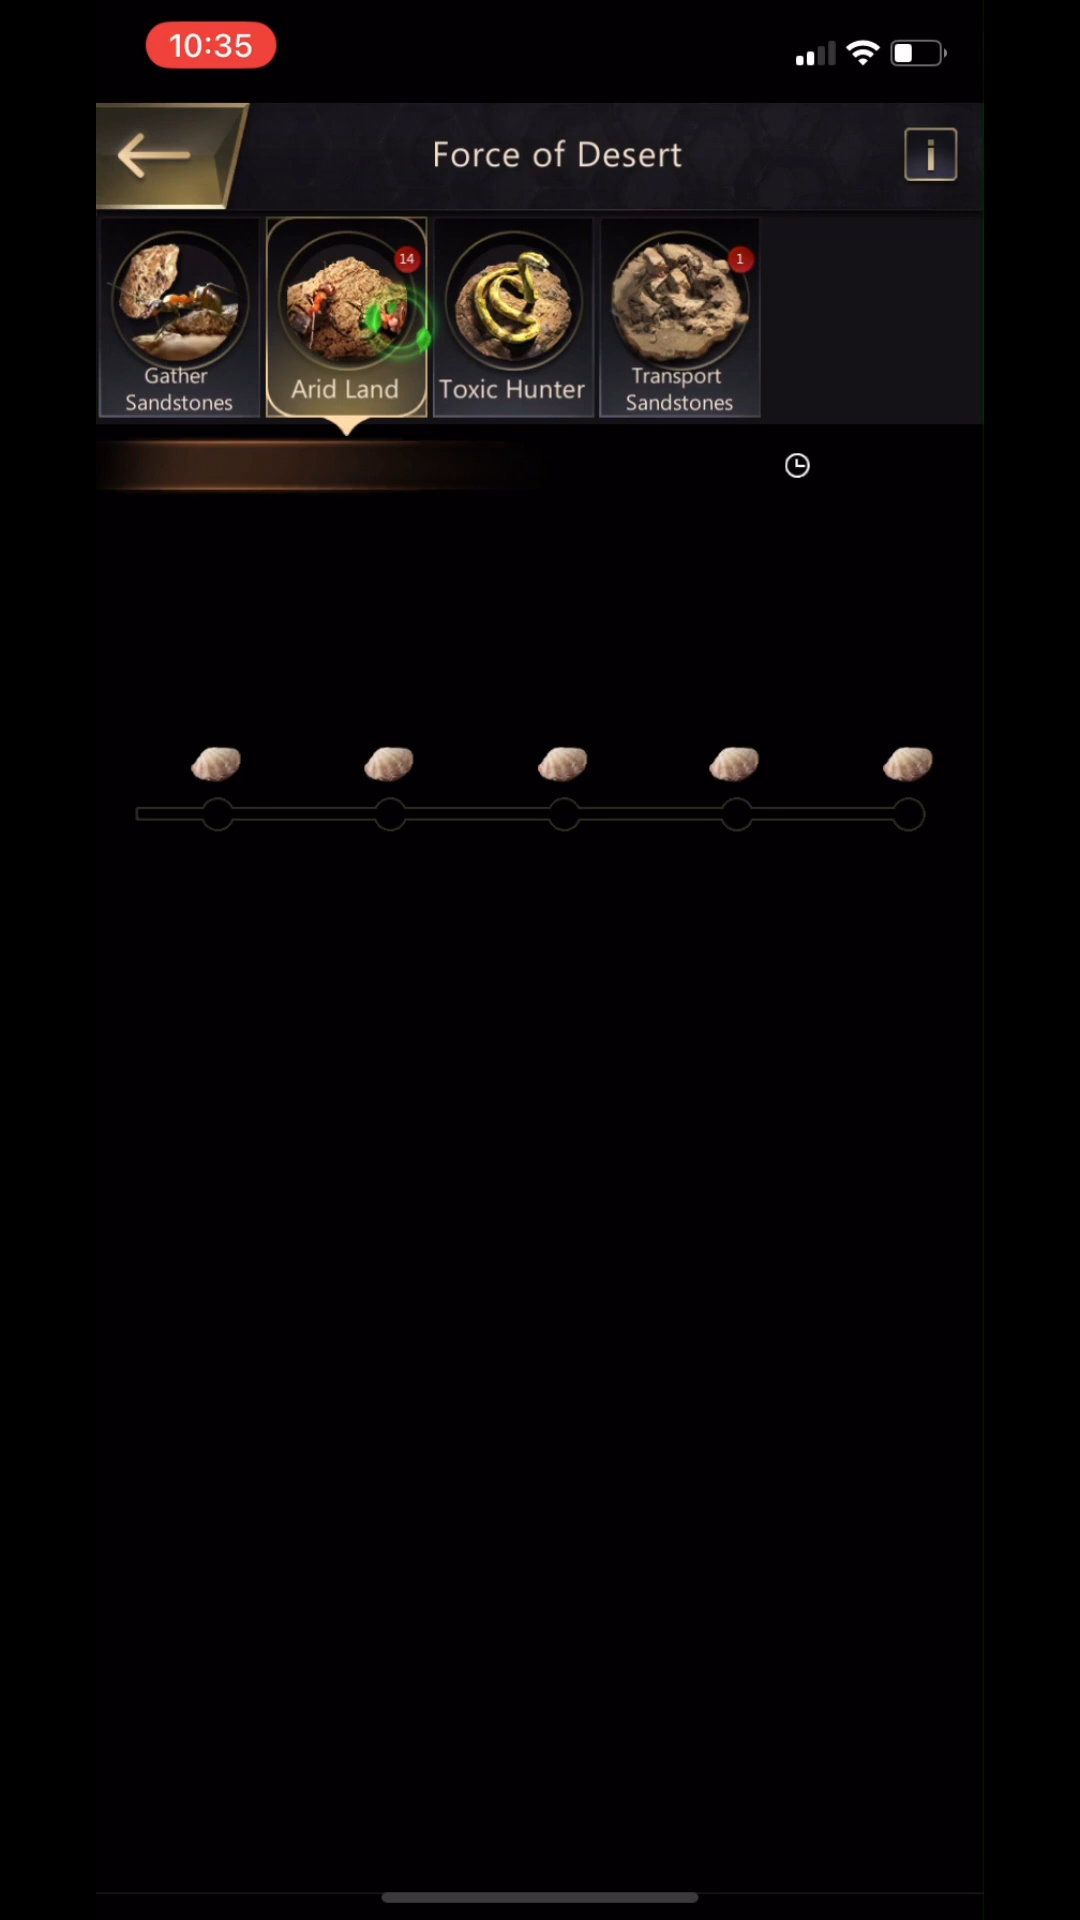 10:35
Force of Desert
i
14
1
Gather
Sandstones
Arid Land
Toxic Hunter
Transport
Sandstones